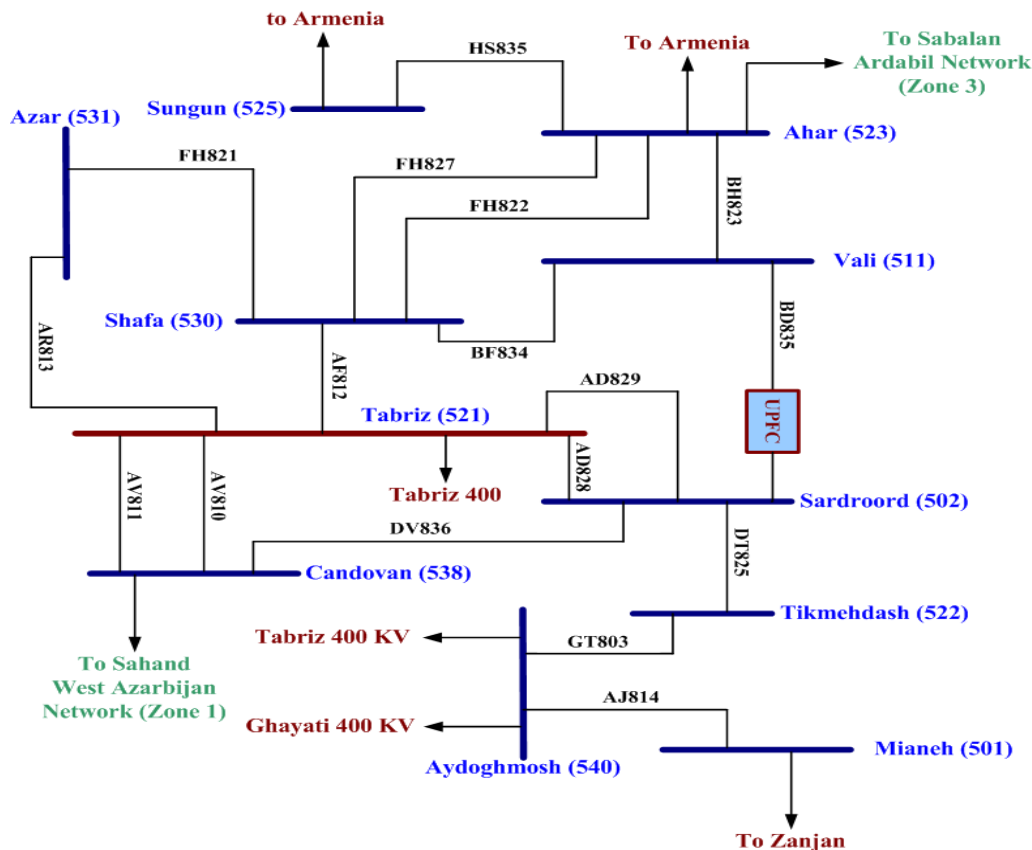 to Armenia
HS835
To Armenia
To Sabalan
Ardabil Network
(Zone 3)
Azar (531)
Sungun (525)
Ahar (523)
FH821
FH827
FH822
BH823
Vali (511)
Shafa (530)
BF834
BD835
AR813
AF812
AD829
UPFC
Tabriz (521)
AV811
AV810
Tabriz 400
AD828
Sardroord (502)
DV836
DT825
Candovan (538)
Tikmehdash (522)
Tabriz 400 KV
GT803
To Sahand
West Azarbijan
Network (Zone 1)
Ghayati 400 KV
AJ814
Aydoghmosh (540)
Mianeh (501)
To Zanjan